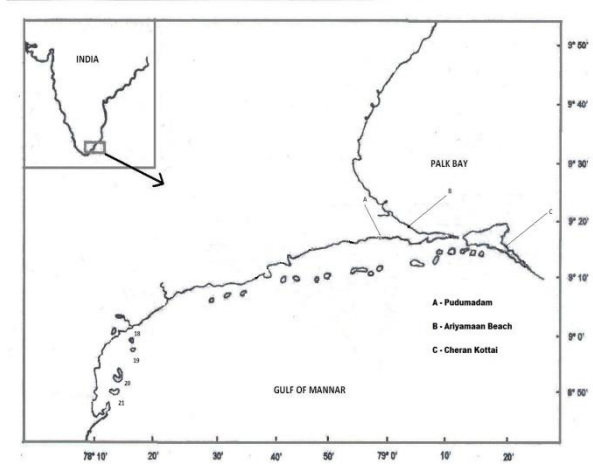 INDIA
9° 50'
9° 40'
9° 30'
PALK BAY
B
A
C
9° 20'
9° 10'
A - Pudumadam
B - Ariyamaan Beach
C - Cheran Kottai
9° 0'
18
19
20
21
GULF OF MANNAR
8° 50'
78° 10' 20' 30' 40' 50' 79° 0' 10' 20'